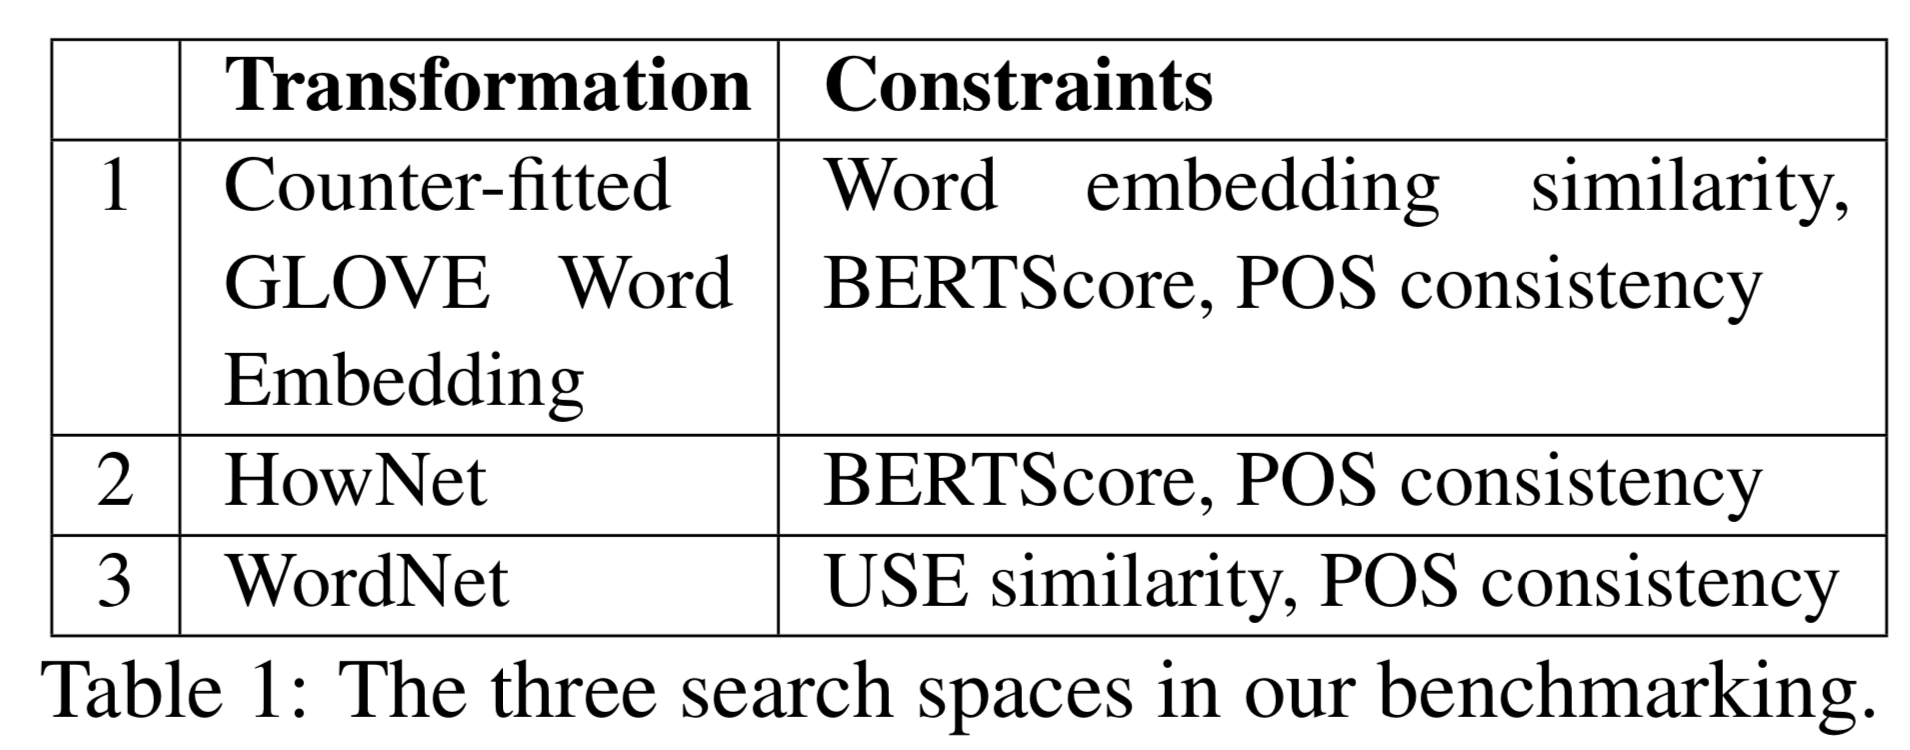 Transformation Constraints
1 Counter-fitted Word embedding similarity,
GLOVE Word BERTScore, POS consistency
Embedding
2 HowNet BERTScore, POS consistency
3 WordNet USE similarity, POS consistency
Table 1: The three search spaces in our benchmarking.